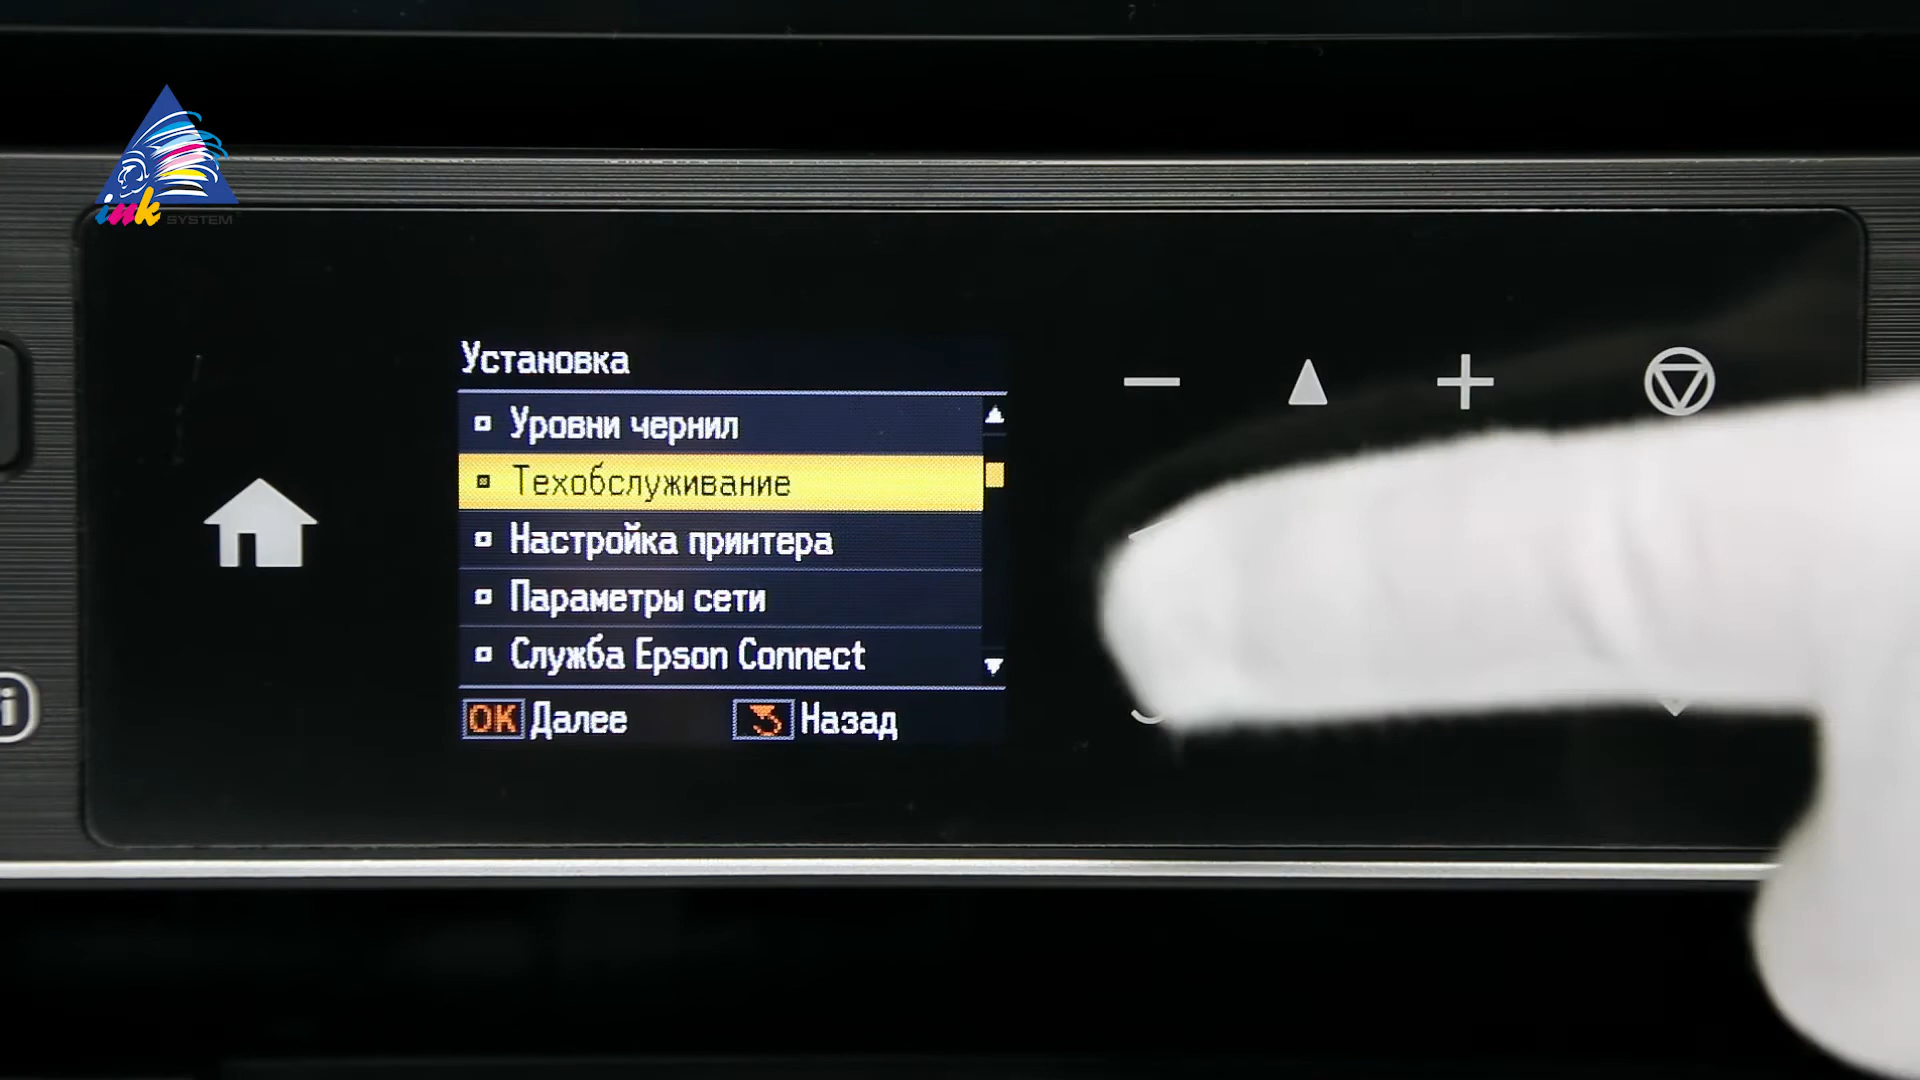 ink SYSTEM
Установка
Уровни чернил
Техобслуживание
Настройка принтера
Параметры сети
Служба Epson Connect
OK Далее
Назад
i